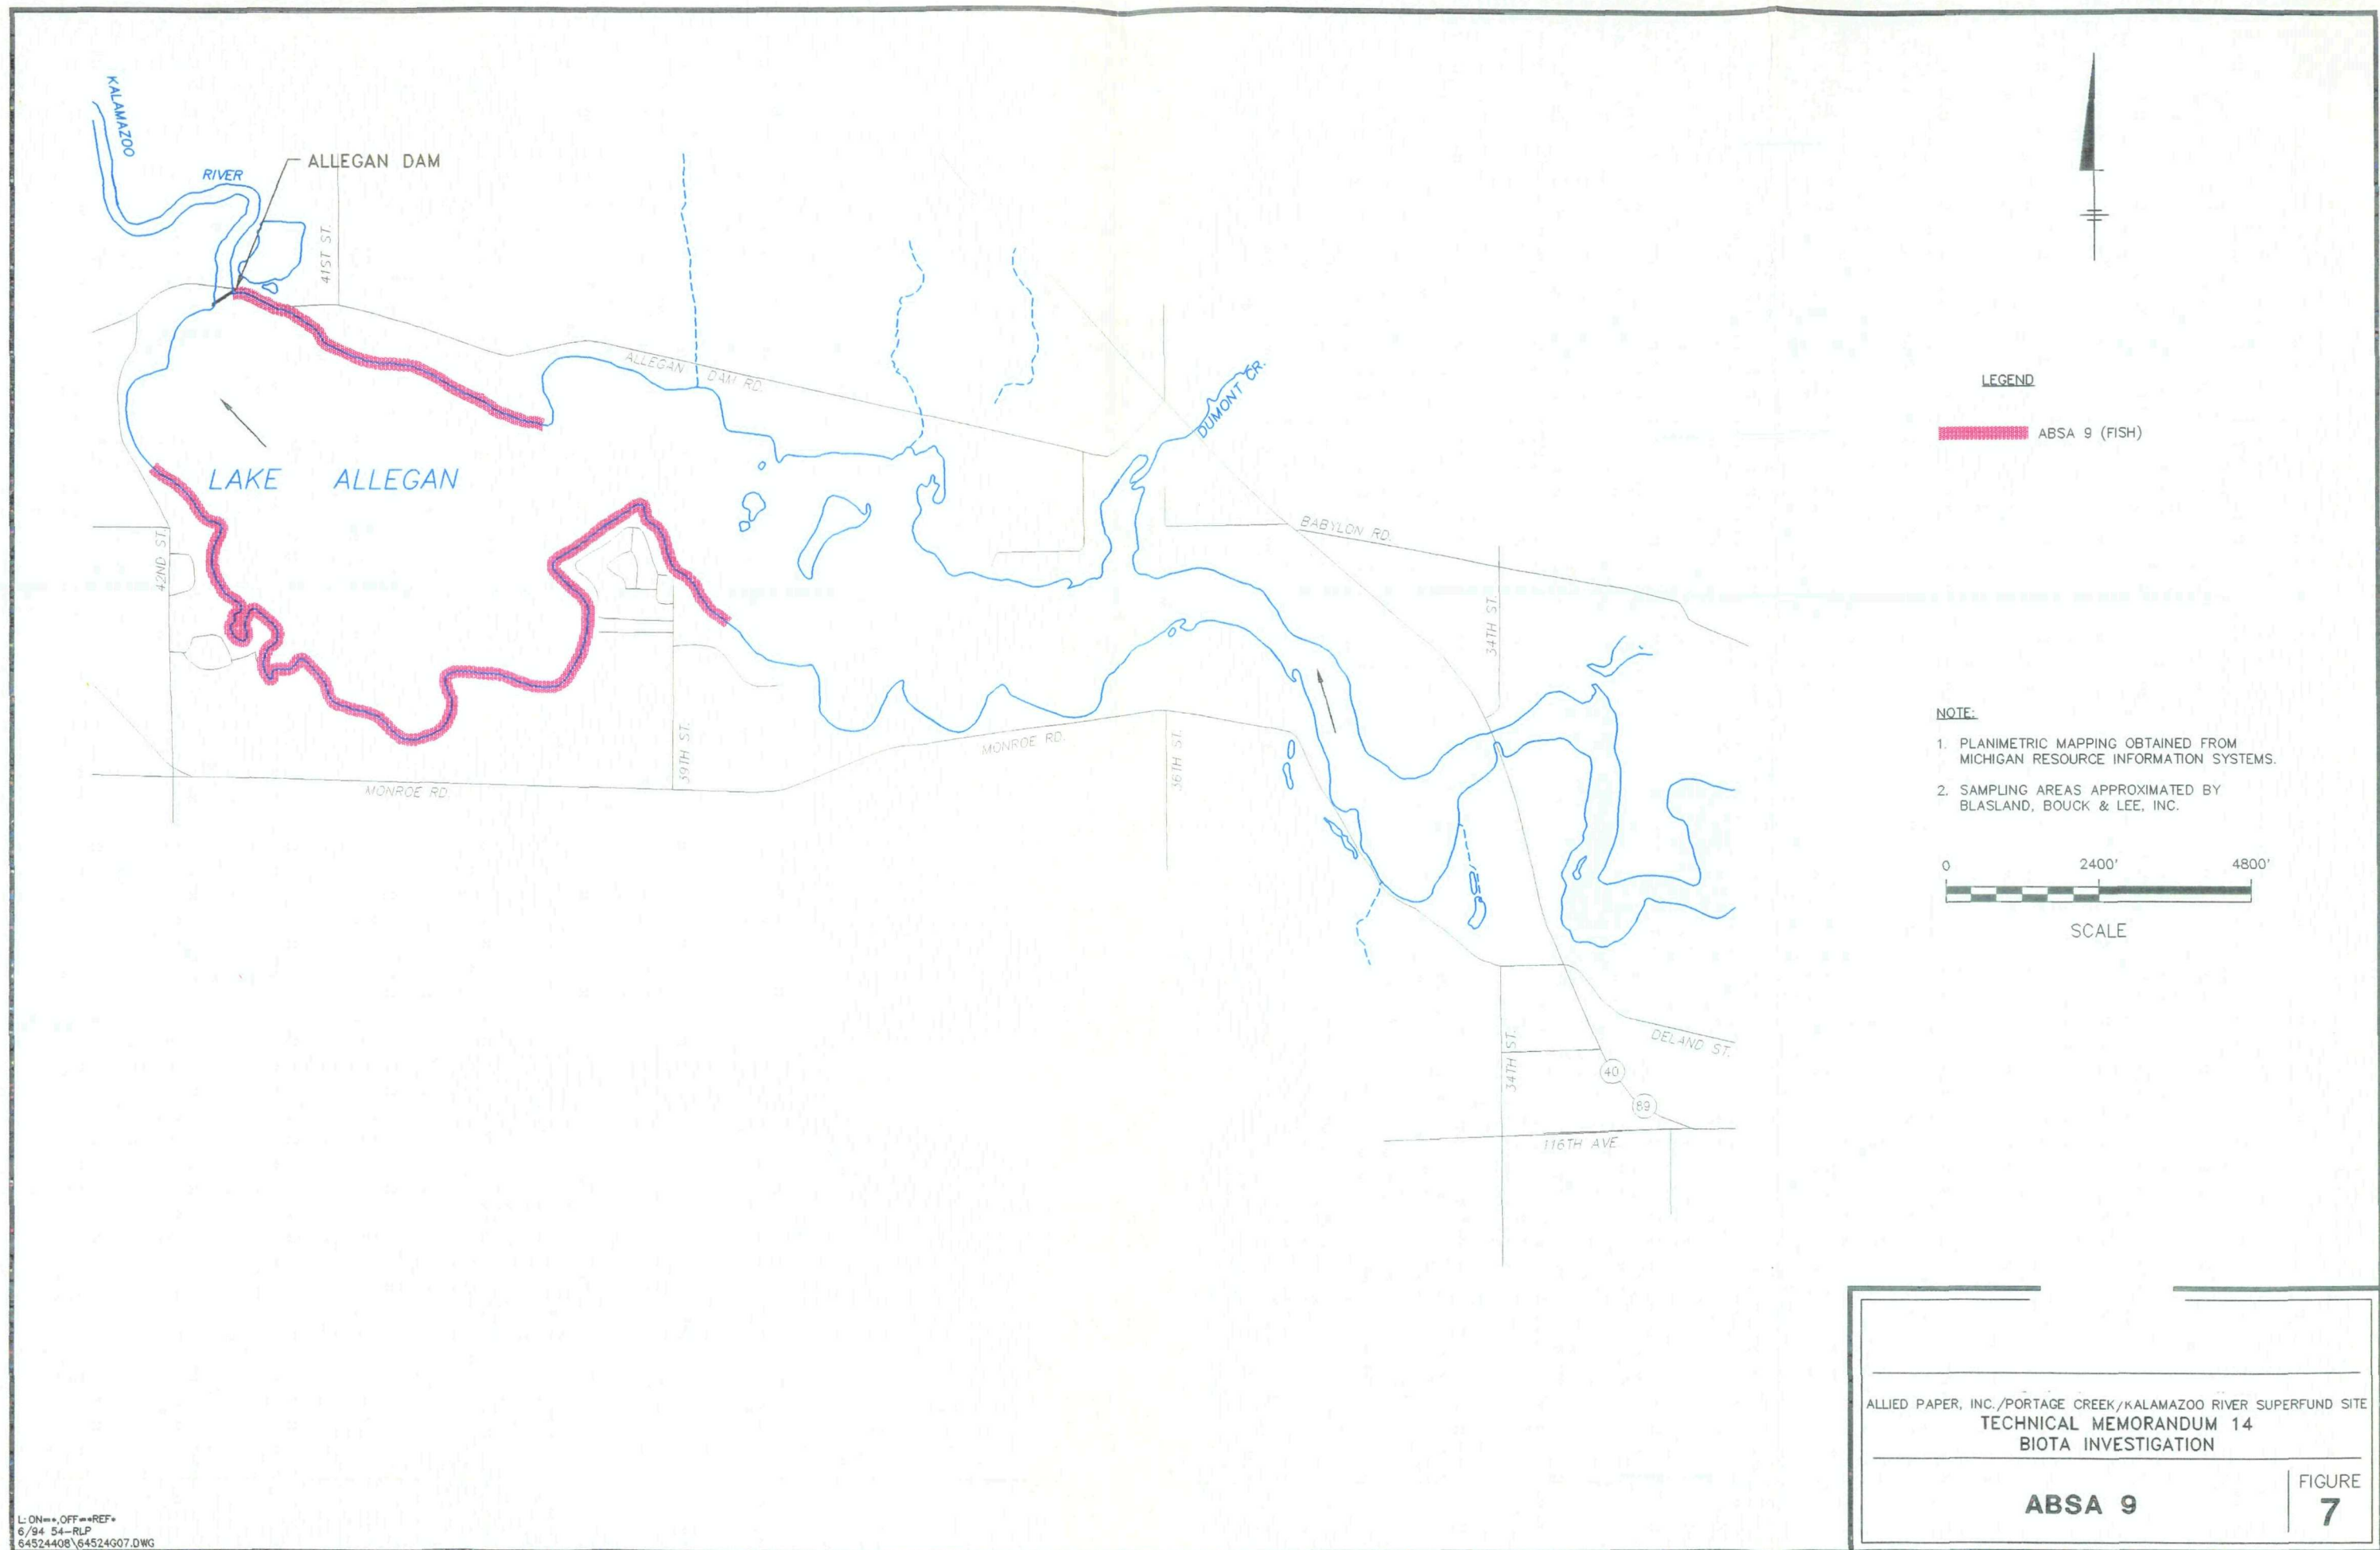 KALAMAZOO
RIVER
ALLEGAN DAM
41ST ST.
ALLEGAN DAM RD.
DUMONT CR.
LAKE ALLEGAN
42ND ST.
BABYLON RD.
34TH ST.
39TH ST.
MONROE RD.
36TH ST.
MONROE RD.
DELAND ST.
34TH ST.
40
89
116TH AVE.
LEGEND
ABSA 9 (FISH)
NOTE:
1. PLANIMETRIC MAPPING OBTAINED FROM
MICHIGAN RESOURCE INFORMATION SYSTEMS.
2. SAMPLING AREAS APPROXIMATED BY
BLASLAND, BOUCK & LEE, INC.
0 2400' 4800'
SCALE
ALLIED PAPER, INC./PORTAGE CREEK/KALAMAZOO RIVER SUPERFUND SITE
TECHNICAL MEMORANDUM 14
BIOTA INVESTIGATION
ABSA 9
FIGURE
7
L: ON=*,OFF=*REF*
6/94 54-RLP
64524408\64524G07.DWG